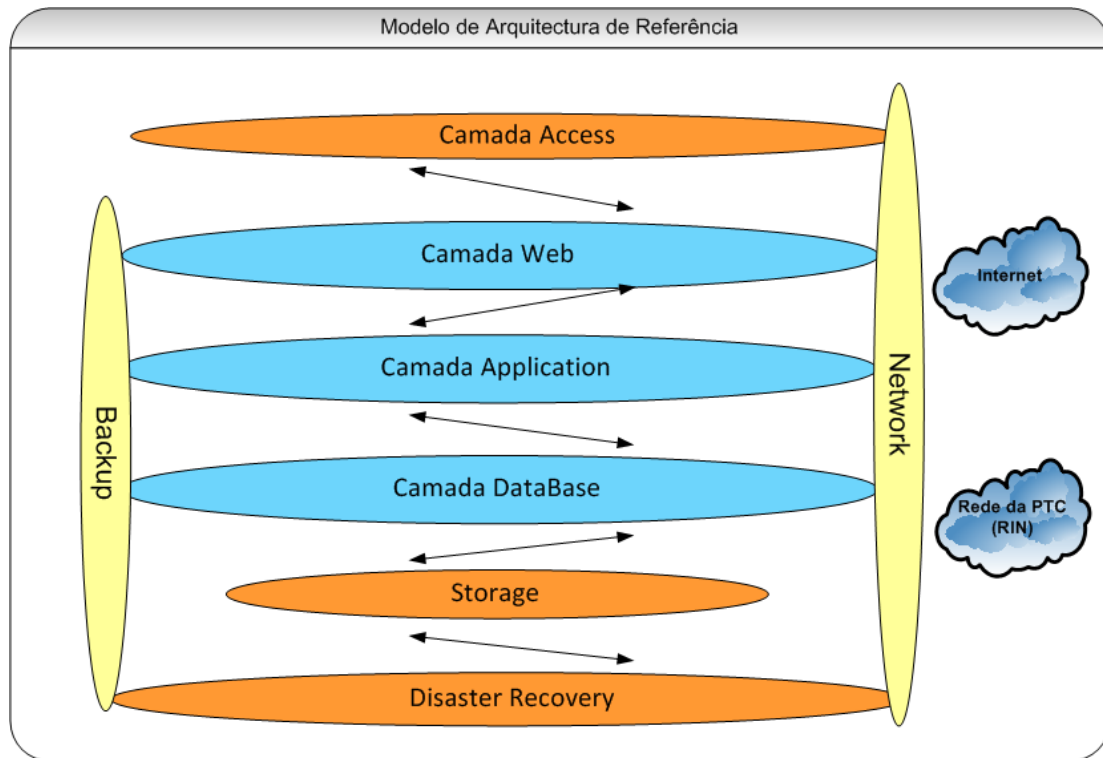 Modelo de Arquitectura de Referência
Camada Access
Camada Web
Internet
Camada Application
Backup
Network
Camada DataBase
Rede da PTC
(RIN)
Storage
Disaster Recovery